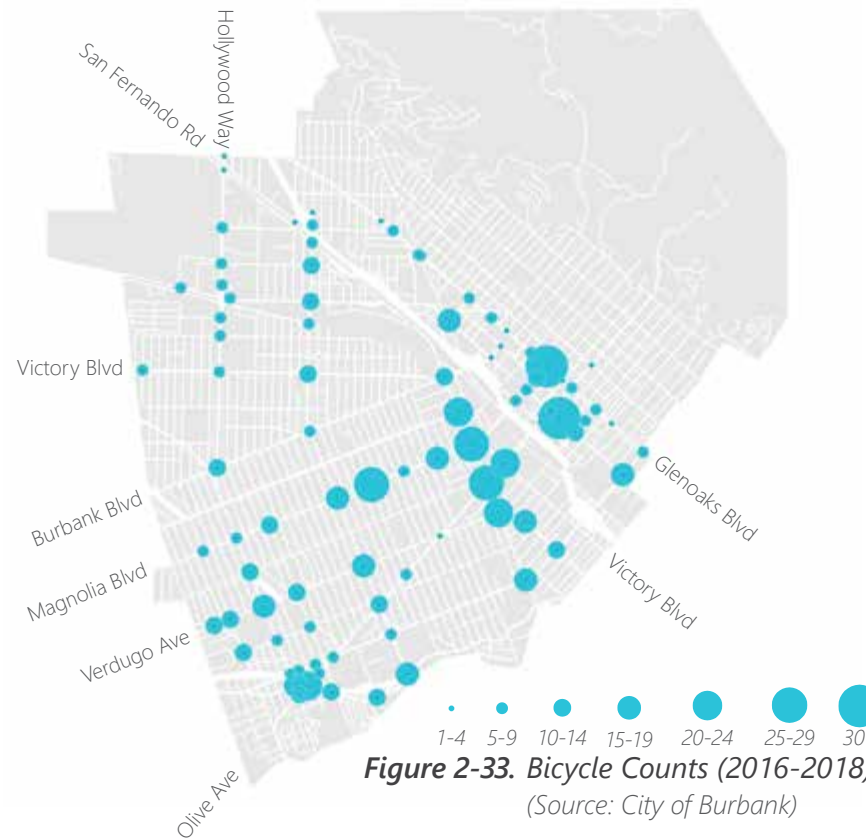 Hollywood Way
San Fernando Rd
Victory Blvd
Burbank Blvd
Magnolia Blvd
Verdugo Ave
Olive Ave
Glenoaks Blvd
Victory Blvd
1-4 5-9 10-14 15-19 20-24 25-29 30
Figure 2-33. Bicycle Counts (2016-2018)
(Source: City of Burbank)